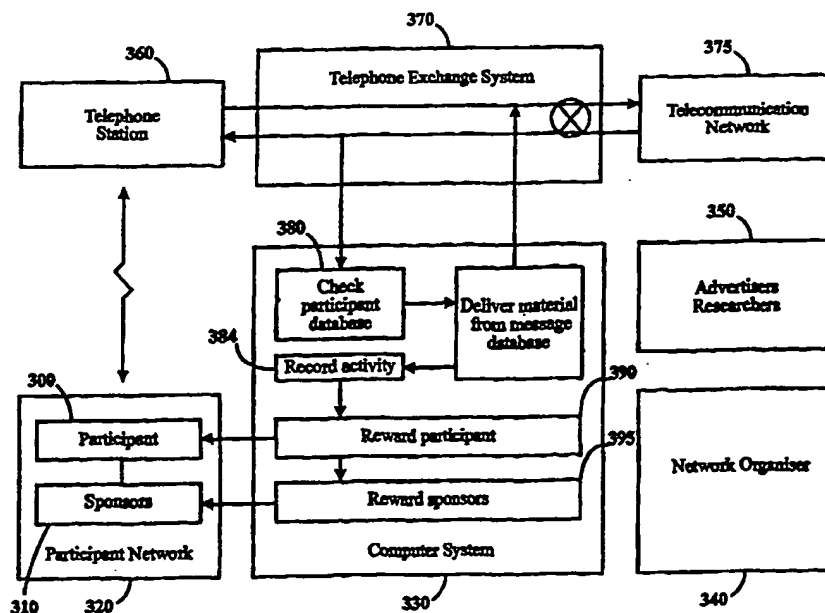 370
360
375
Telephone Exchange System
Telephone
Station
Telecommunication
Network
350
380
Check
participant
database
Deliver material
from message
database
Advertisers
Researchers
384
Record activity
300
390
Participant
Reward participant
395
Network Organiser
Sponsors
Reward sponsors
Participant Network
Computer System
310
320
330
340